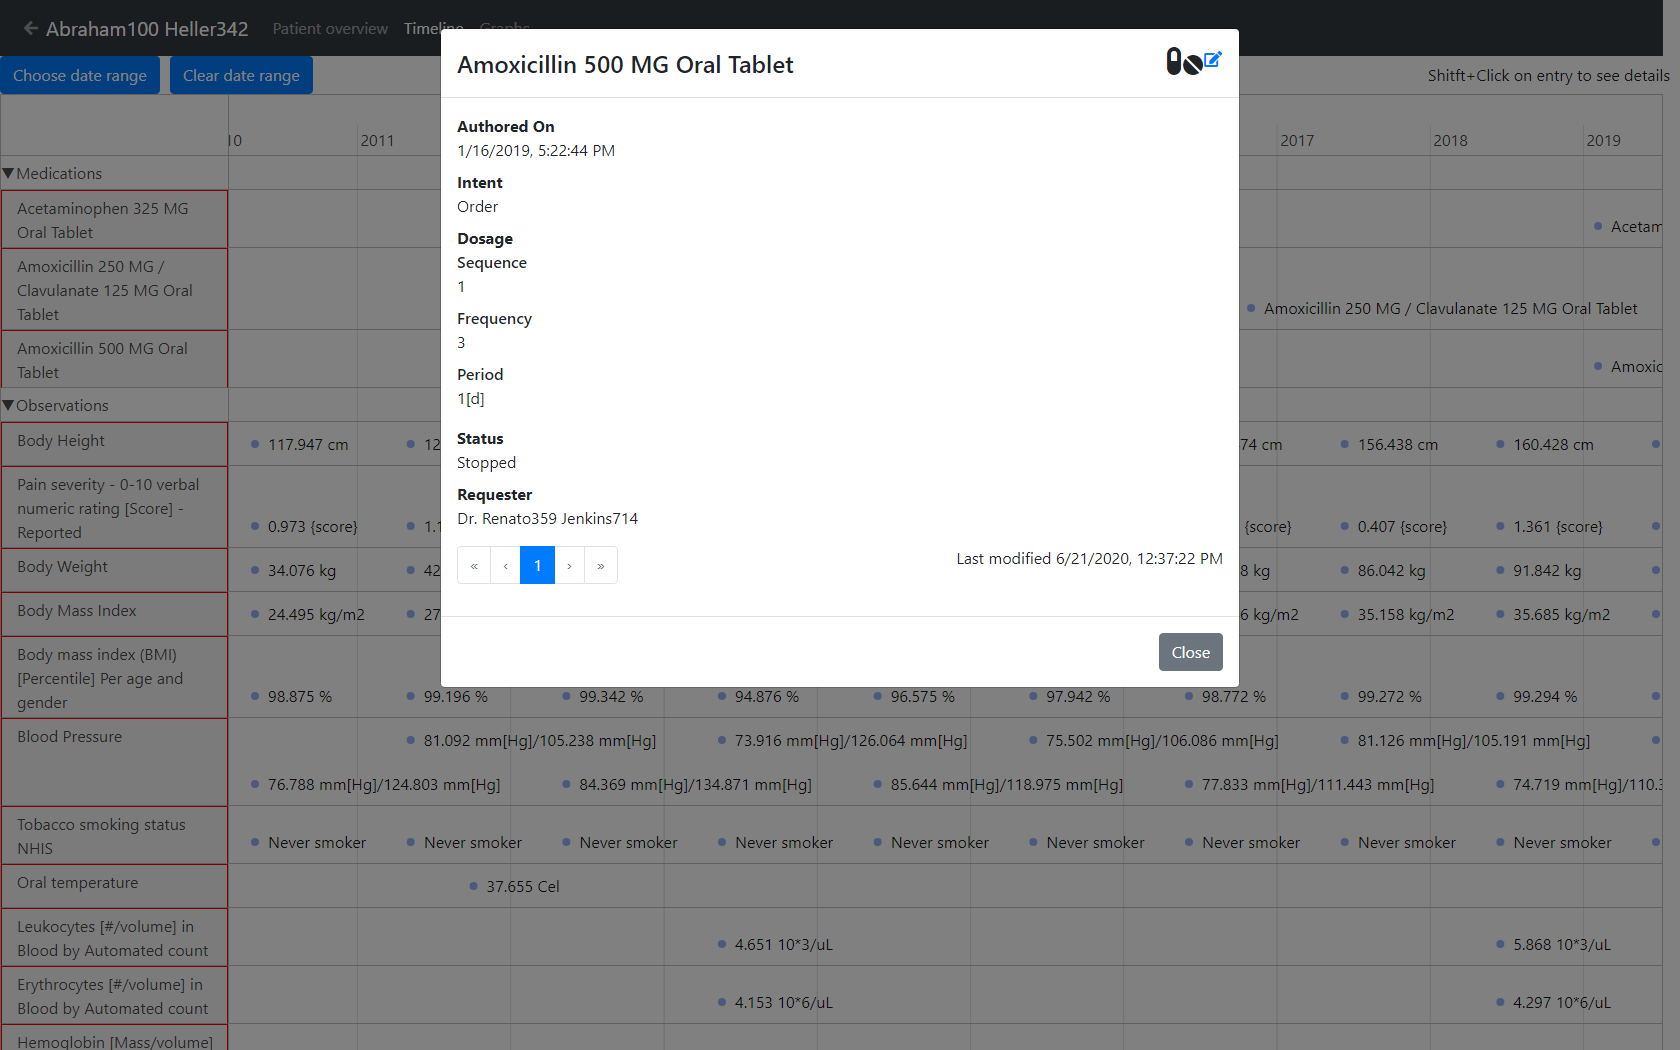 Abraham100 Heller342 Patient overview Timeline Graphs
Choose date range Clear date range
Shitft+Click on entry to see details
Amoxicillin 500 MG Oral Tablet
Authored On
1/16/2019, 5:22:44 PM
Intent
Order
Dosage
Sequence
1
Frequency
3
Period
1[d]
Status
Stopped
Requester
Dr. Renato359 Jenkins714
« ‹ 1 › »
Last modified 6/21/2020, 12:37:22 PM
Close
10 2011 2017 2018 2019
Medications
Acetaminophen 325 MG
Oral Tablet
Acetam
Amoxicillin 250 MG /
Clavulanate 125 MG Oral
Tablet
Amoxicillin 250 MG / Clavulanate 125 MG Oral Tablet
Amoxicillin 500 MG Oral
Tablet
Amoxic
Observations
Body Height
117.947 cm 12 74 cm 156.438 cm 160.428 cm
Pain severity - 0-10 verbal
numeric rating [Score] -
Reported
0.973 {score} 1.1 {score} 0.407 {score} 1.361 {score}
Body Weight
34.076 kg 42 8 kg 86.042 kg 91.842 kg
Body Mass Index
24.495 kg/m2 27 6 kg/m2 35.158 kg/m2 35.685 kg/m2
Body mass index (BMI)
[Percentile] Per age and
gender
98.875 % 99.196 % 99.342 % 94.876 % 96.575 % 97.942 % 98.772 % 99.272 % 99.294 %
Blood Pressure
81.092 mm[Hg]/105.238 mm[Hg] 73.916 mm[Hg]/126.064 mm[Hg] 75.502 mm[Hg]/106.086 mm[Hg] 81.126 mm[Hg]/105.191 mm[Hg]
76.788 mm[Hg]/124.803 mm[Hg] 84.369 mm[Hg]/134.871 mm[Hg] 85.644 mm[Hg]/118.975 mm[Hg] 77.833 mm[Hg]/111.443 mm[Hg] 74.719 mm[Hg]/110.3
Tobacco smoking status
NHIS
Never smoker Never smoker Never smoker Never smoker Never smoker Never smoker Never smoker Never smoker Never smoker
Oral temperature
37.655 Cel
Leukocytes [#/volume] in
Blood by Automated count
4.651 10*3/uL 5.868 10*3/uL
Erythrocytes [#/volume] in
Blood by Automated count
4.153 10*6/uL 4.297 10*6/uL
Hemoglobin [Mass/volume]